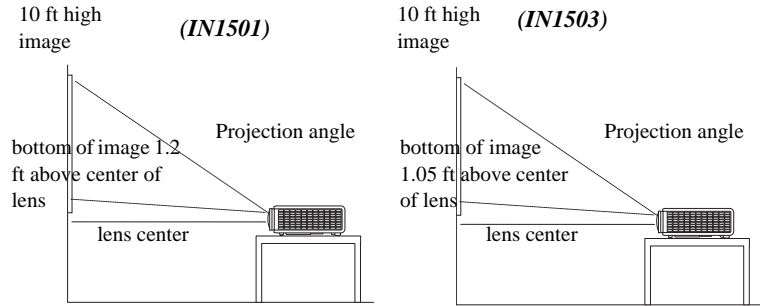 10 ft high
image
(IN1501)
bottom of image 1.2
ft above center of
lens
Projection angle
lens center
10 ft high
image
(IN1503)
bottom of image
1.05 ft above center
of lens
Projection angle
lens center